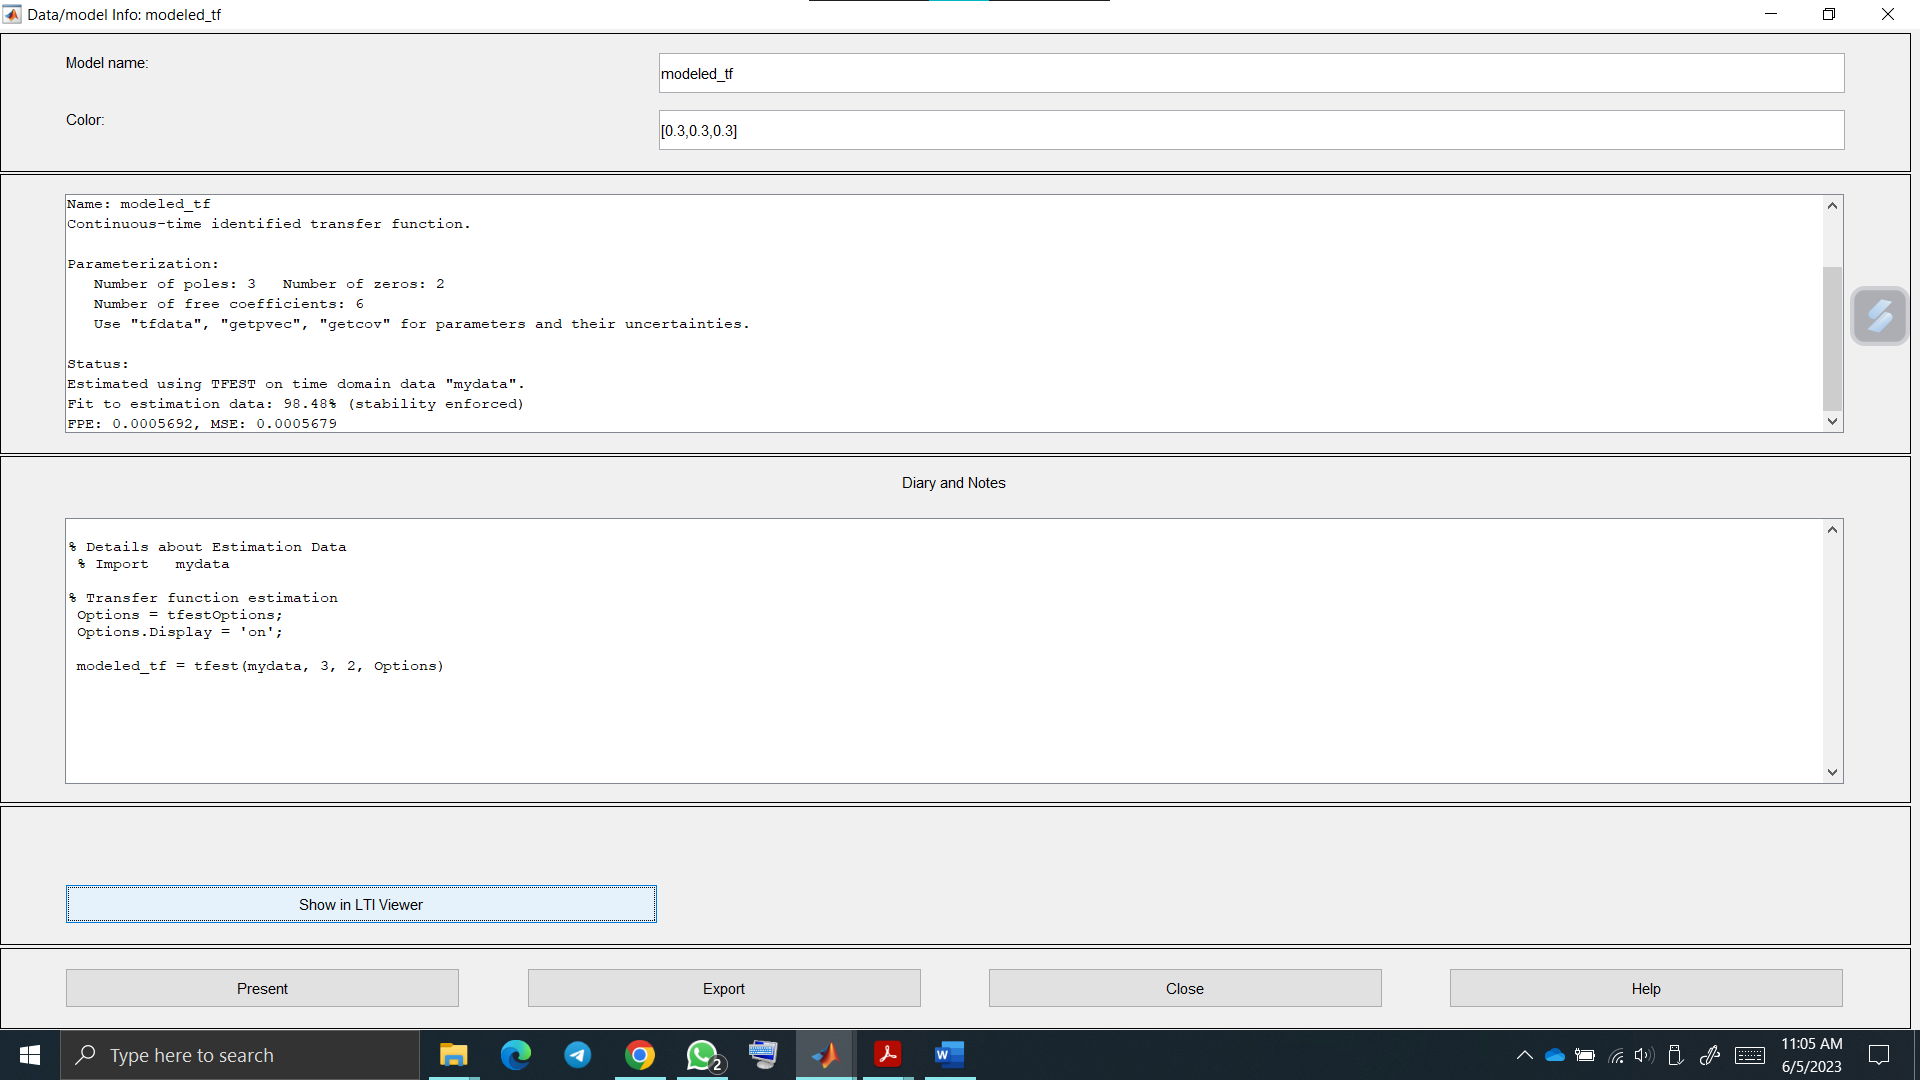 Data/model Info: modeled_tf
Model name:
modeled_tf
Color:
[0.3,0.3,0.3]
Name: modeled_tf
Continuous-time identified transfer function.
Parameterization:
Number of poles: 3   Number of zeros: 2
Number of free coefficients: 6
Use "tfdata", "getpvec", "getcov" for parameters and their uncertainties.
Status:
Estimated using TFEST on time domain data "mydata".
Fit to estimation data: 98.48% (stability enforced)
FPE: 0.0005692, MSE: 0.0005679
Diary and Notes
% Details about Estimation Data
% Import   mydata
% Transfer function estimation
Options = tfestOptions;
Options.Display = 'on';
modeled_tf = tfest(mydata, 3, 2, Options)
Show in LTI Viewer
Present
Export
Close
Help
Type here to search
2
W
11:05 AM
6/5/2023